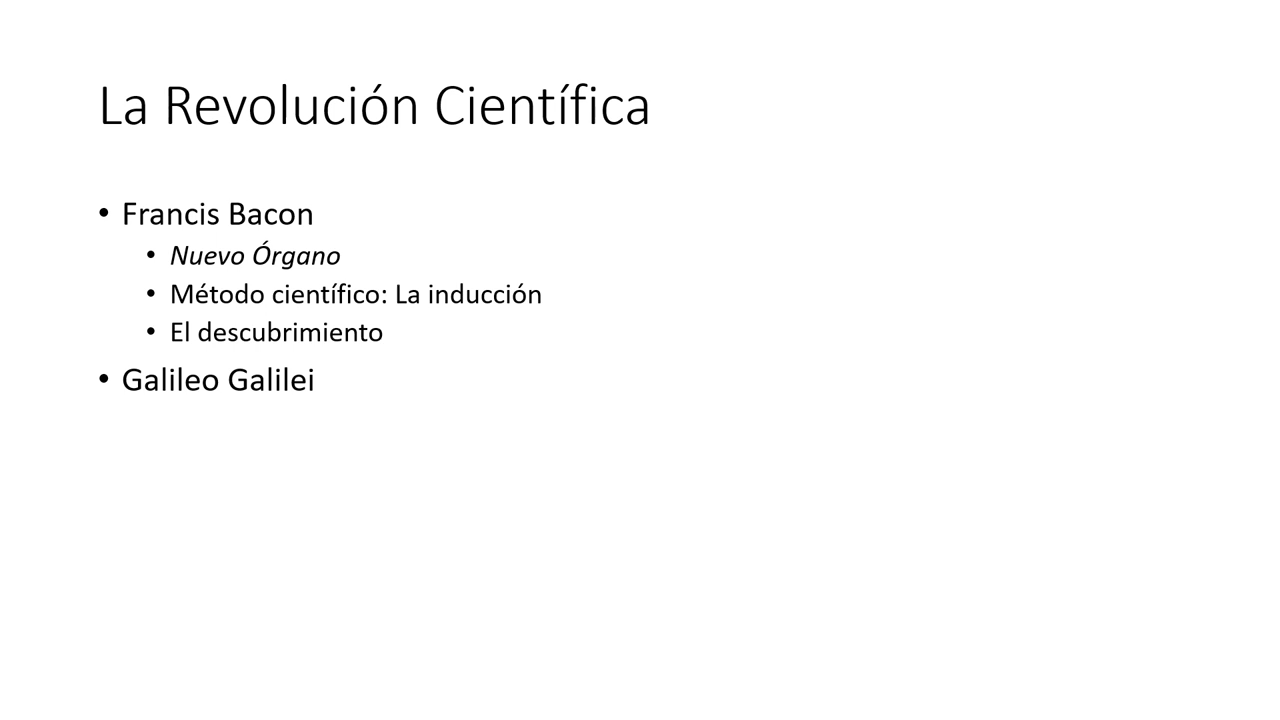 La Revolución Científica
• Francis Bacon
• Nuevo Órgano
• Método científico: La inducción
• El descubrimiento
• Galileo Galilei